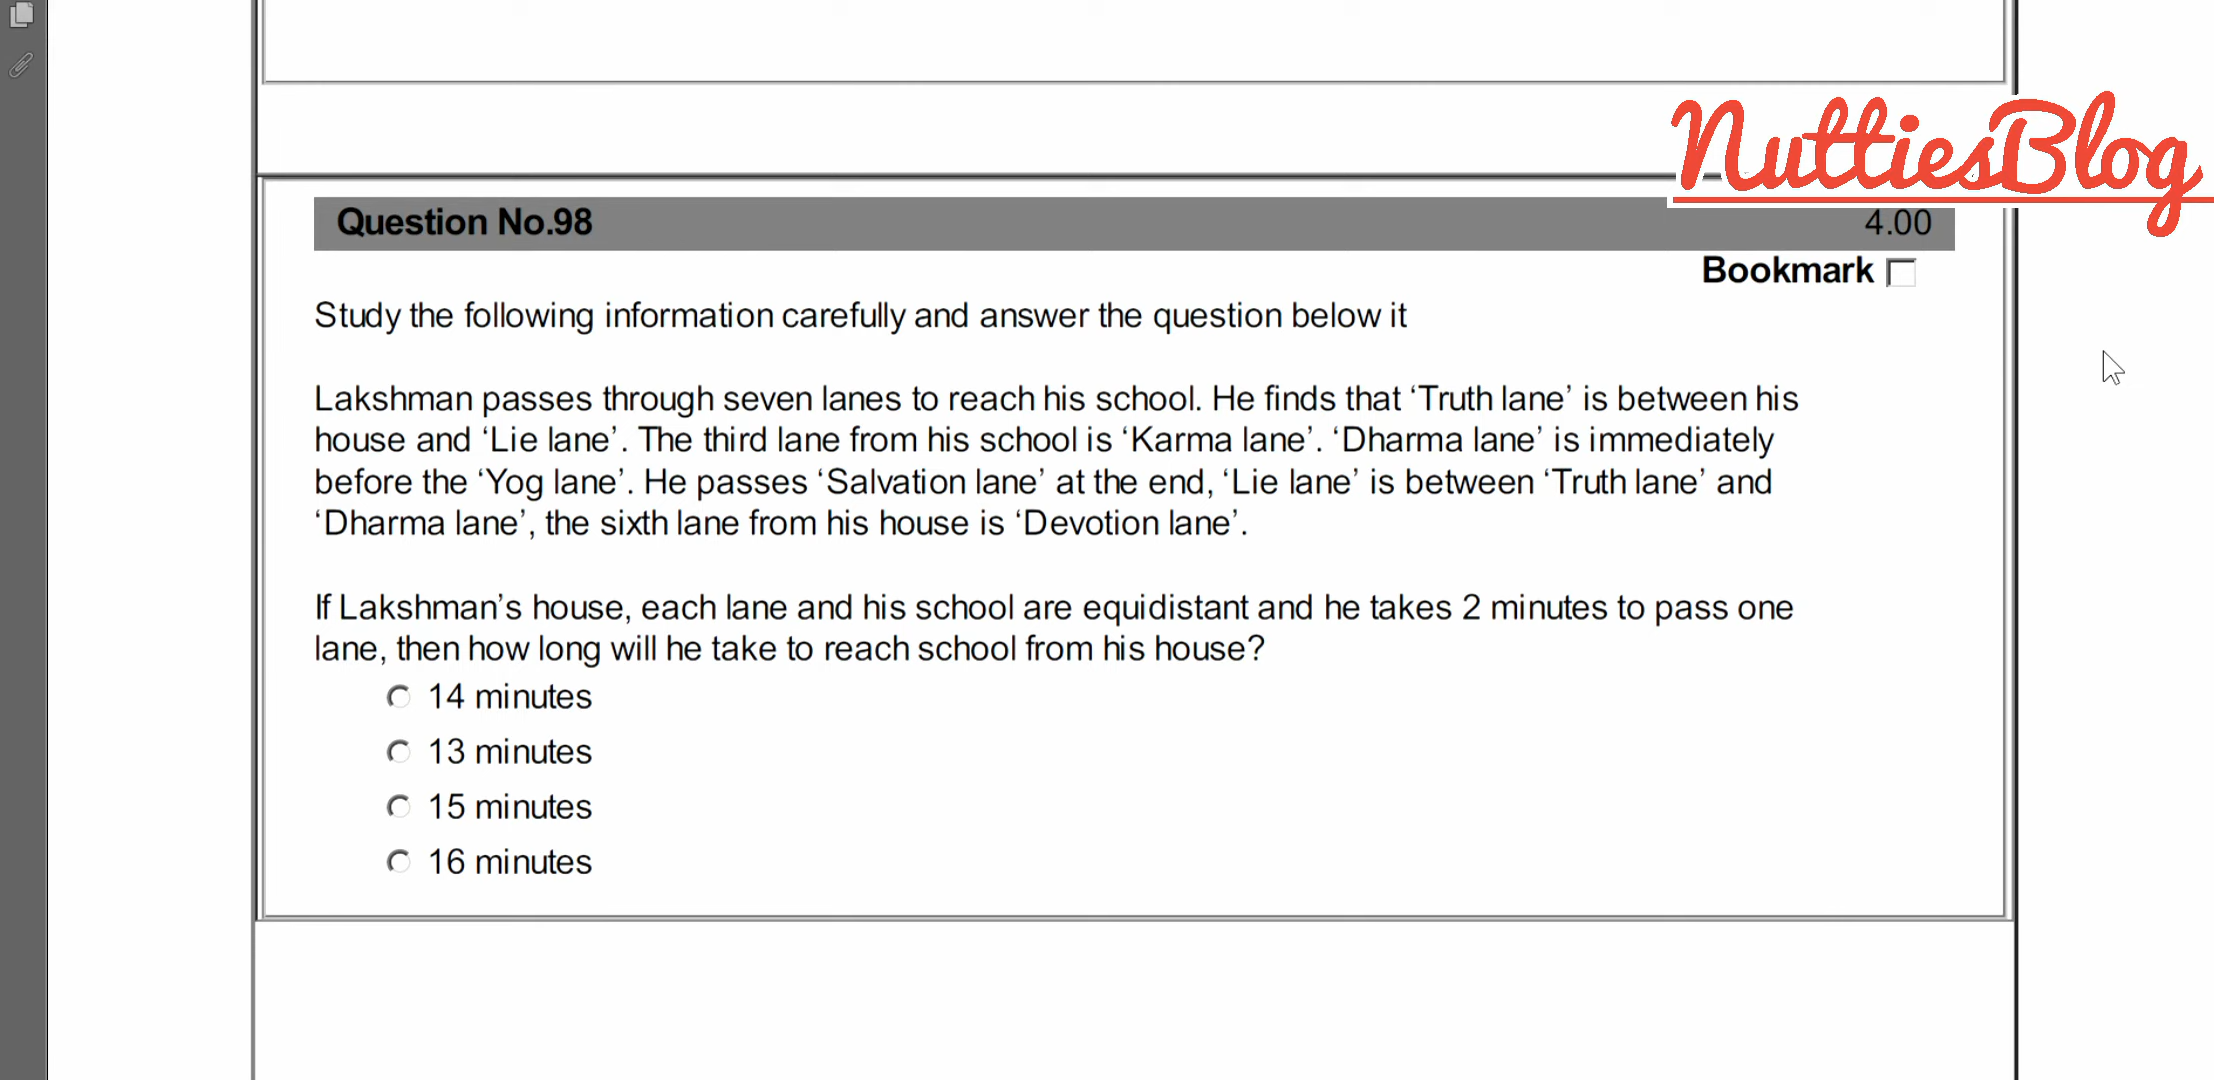 NuttiesBlog
Question No.98 4.00
Bookmark
Study the following information carefully and answer the question below it
Lakshman passes through seven lanes to reach his school. He finds that ‘Truth lane’ is between his
house and ‘Lie lane’. The third lane from his school is ‘Karma lane’. ‘Dharma lane’ is immediately
before the ‘Yog lane’. He passes ‘Salvation lane’ at the end, ‘Lie lane’ is between ‘Truth lane’ and
‘Dharma lane’, the sixth lane from his house is ‘Devotion lane’.
If Lakshman’s house, each lane and his school are equidistant and he takes 2 minutes to pass one
lane, then how long will he take to reach school from his house?
14 minutes
13 minutes
15 minutes
16 minutes